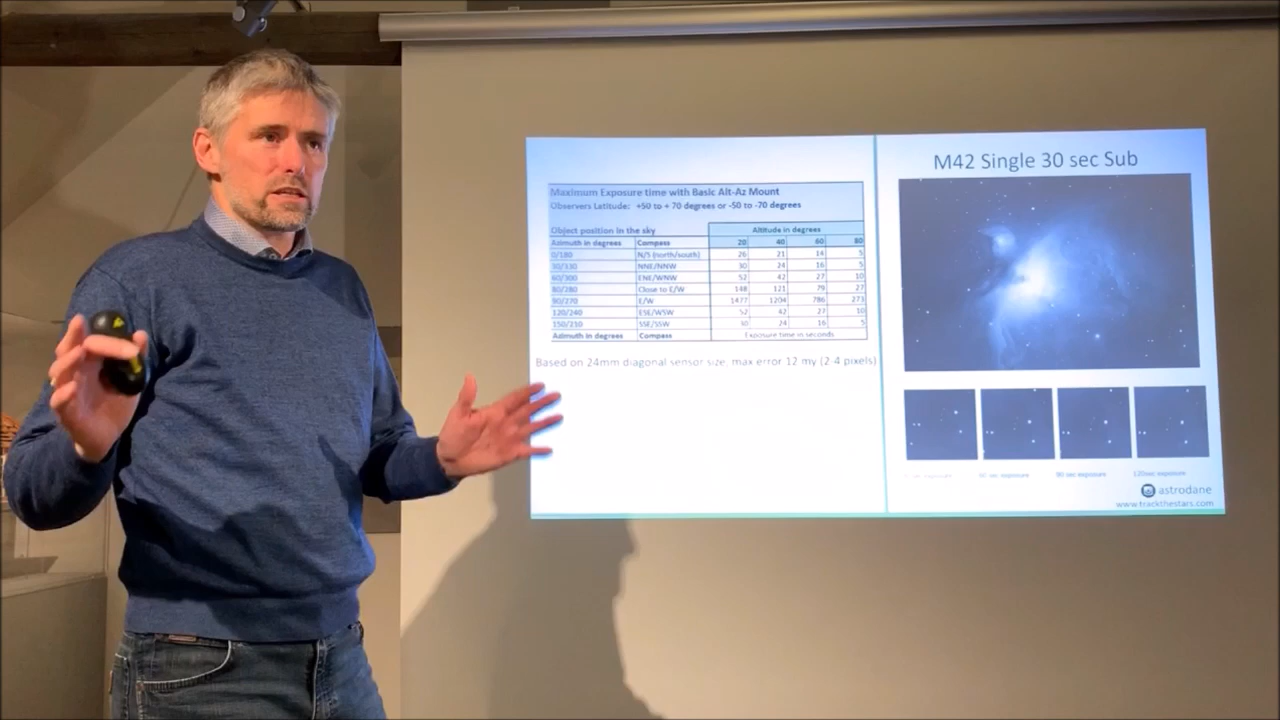 Maximum Exposure time with Basic Alt-Az Mount
Observers Latitude: +50 to + 70 degrees or -50 to -70 degrees
Object position in the sky Altitude in degrees
Azimuth in degrees Compass 20 40 60 80
0/180 N/S (north/south) 26 21 14 5
30/330 NNE/NNW 30 24 16 5
60/300 ENE/WNW 52 42 27 10
80/280 Close to E/W 148 121 79 27
90/270 E/W 1477 1204 786 273
120/240 ESE/WSW 52 42 27 10
150/210 SSE/SSW 30 24 16 5
Azimuth in degrees Compass Exposure time in seconds
Based on 24mm diagonal sensor size, max error 12 my (2-4 pixels)
M42 Single 30 sec Sub
sec exposure 90 sec exposure 120sec exposure
astrodane
www.trackthestars.com